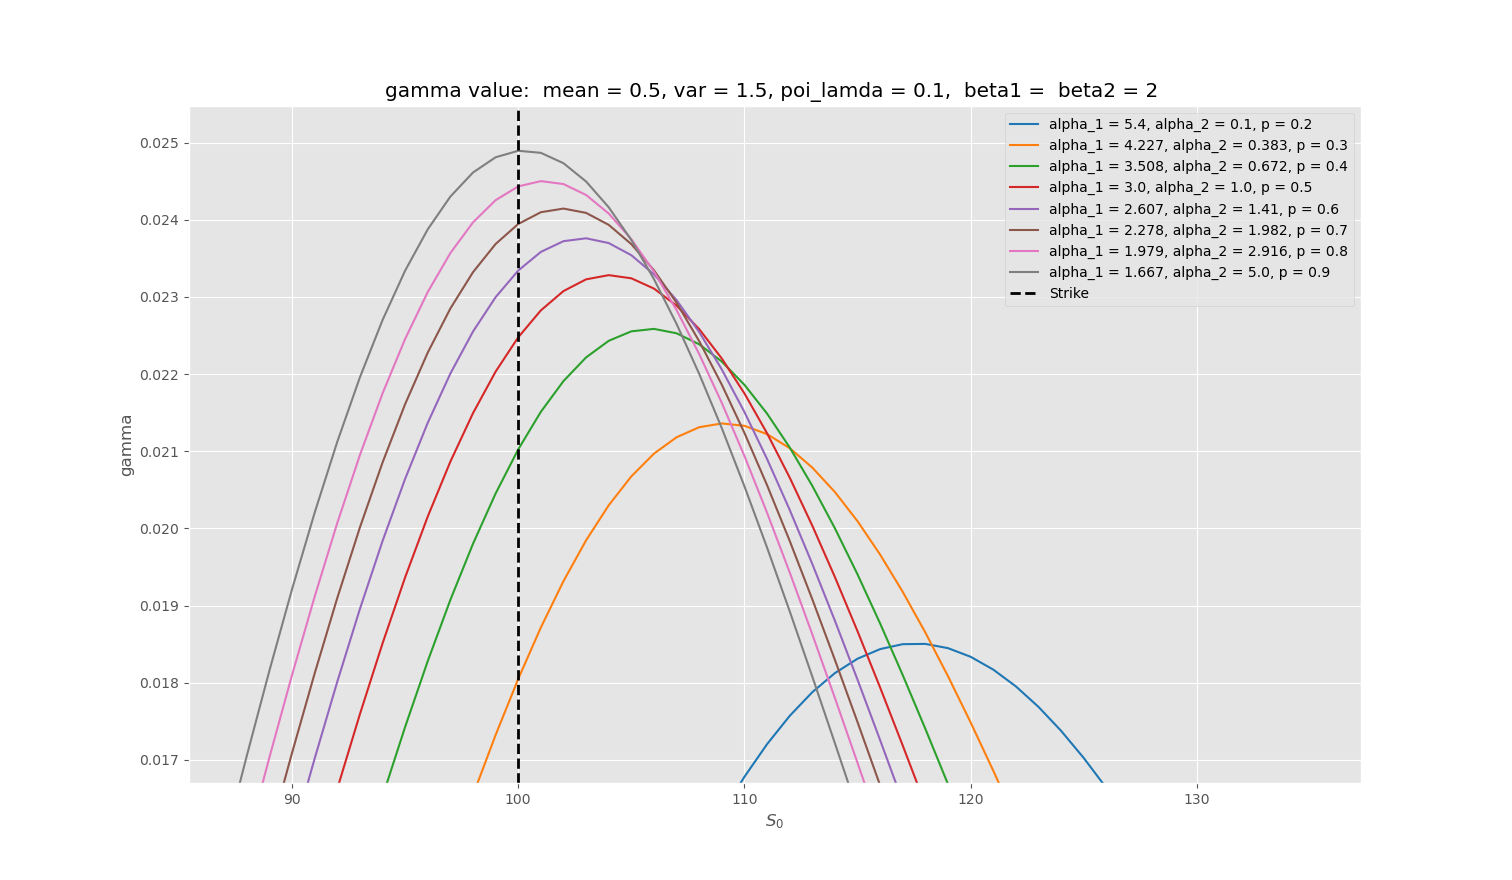 gamma value:  mean = 0.5, var = 1.5, poi_lamda = 0.1,  beta1 =  beta2 = 2
alpha_1 = 5.4, alpha_2 = 0.1, p = 0.2
alpha_1 = 4.227, alpha_2 = 0.383, p = 0.3
alpha_1 = 3.508, alpha_2 = 0.672, p = 0.4
alpha_1 = 3.0, alpha_2 = 1.0, p = 0.5
alpha_1 = 2.607, alpha_2 = 1.41, p = 0.6
alpha_1 = 2.278, alpha_2 = 1.982, p = 0.7
alpha_1 = 1.979, alpha_2 = 2.916, p = 0.8
alpha_1 = 1.667, alpha_2 = 5.0, p = 0.9
Strike
0.025
0.024
0.023
0.022
0.021
0.020
0.019
0.018
0.017
gamma
90
100
110
120
130
S₀